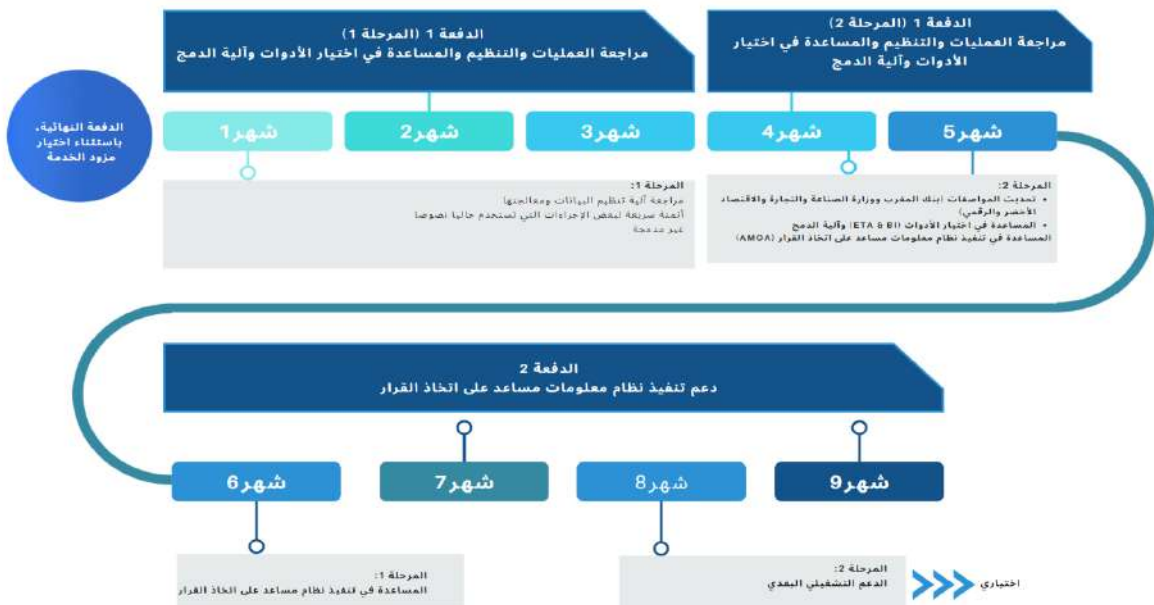 الدفعة 1 (المرحلة 1)
مراجعة العمليات والتنظيم والمساعدة في اختيار الأدوات وآلية الدمج
الدفعة 1 (المرحلة 2)
مراجعة العمليات والتنظيم والمساعدة في اختيار
الأدوات وآلية الدمج
الدفعة النهائية،
باستثناء اختيار
مزود الخدمة
شهر1
شهر2
شهر3
شهر4
شهر5
المرحلة 1:
مراجعة آلية تنظيم البيانات ومعالجتها
أتمتة سريعة لبعض الإجراءات التي تستخدم حاليا نصوصا
غير مدمجة
المرحلة 2:
• تحديث المواصفات (بنك المغرب ووزارة الصناعة والتجارة والاقتصاد
الأخضر والرقمي)
• المساعدة في اختيار الأدوات (ETA & BI) وآلية الدمج
المساعدة في تنفيذ نظام معلومات مساعد على اتخاذ القرار (AMOA)
الدفعة 2
دعم تنفيذ نظام معلومات مساعد على اتخاذ القرار
شهر6
شهر7
شهر8
شهر9
المرحلة 1:
المساعدة في تنفيذ نظام مساعد على اتخاذ القرار
المرحلة 2:
الدعم التشغيلي البعدي
اختياري